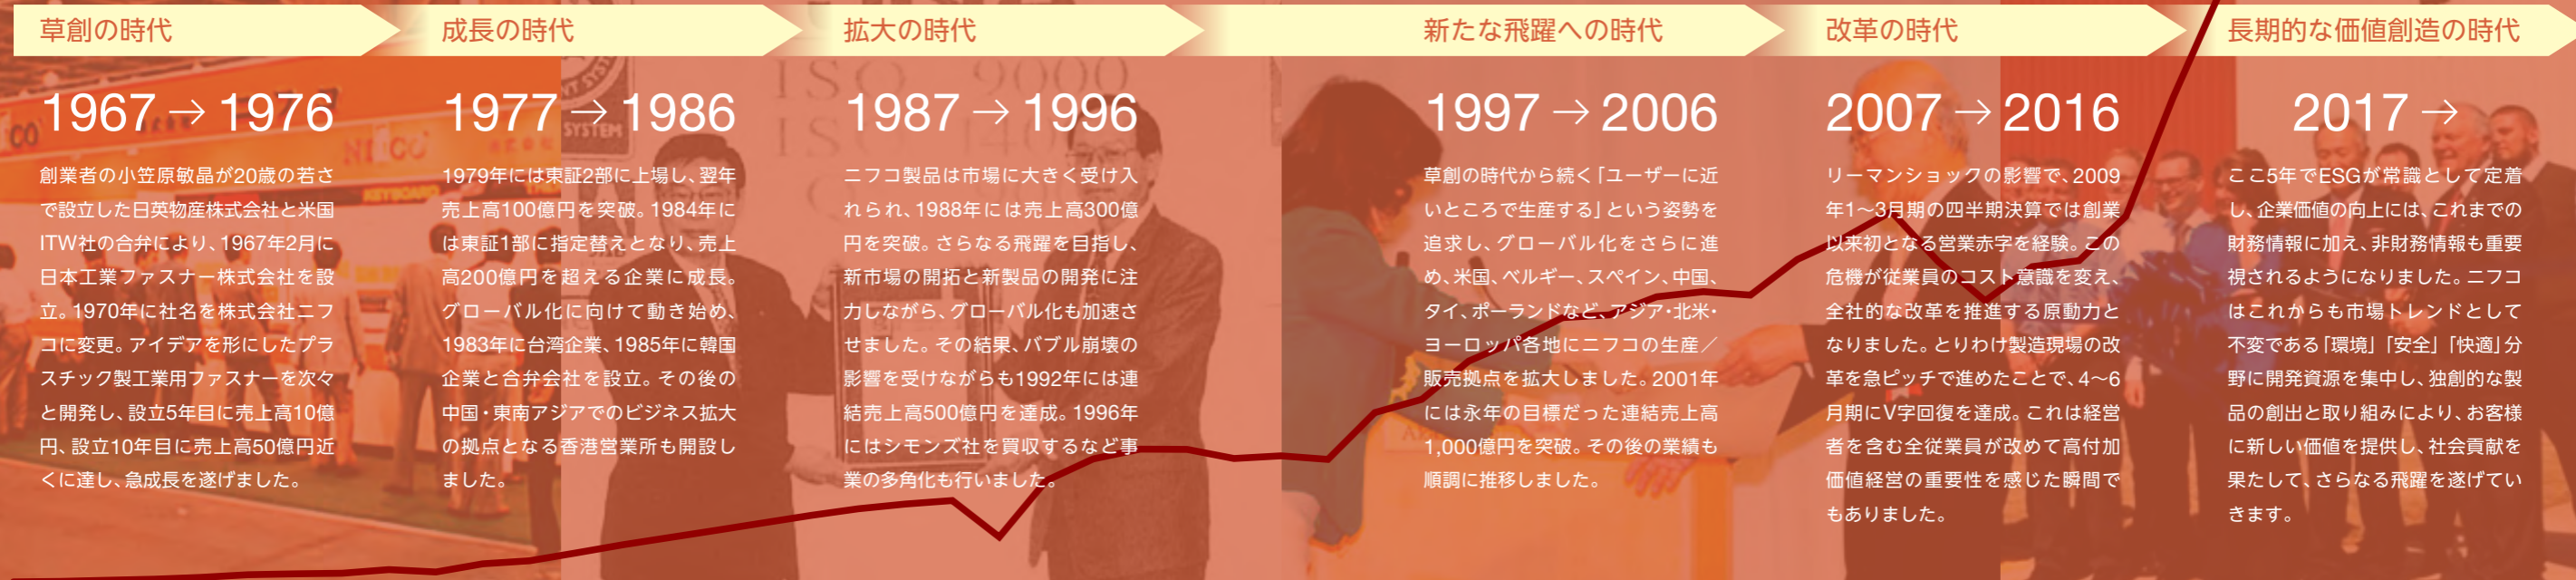 草創の時代
1967→1976
創業者の小笠原敏晶が20歳の若さ
で設立した日英物産株式会社と米国
ITW社の合弁により、1967年2月に
日本工業ファスナー株式会社を設
立。1970年に社名を株式会社ニフ
コに変更。アイデアを形にしたプラ
スチック製工業用ファスナーを次々
と開発し、設立5年目に売上高10億
円、設立10年目に売上高50億円近
くに達し、急成長を遂げました。
成長の時代
1977→1986
1979年には東証2部に上場し、翌年
売上高100億円を突破。1984年に
は東証1部に指定替えとなり、売上
高200億円を超える企業に成長。
グローバル化に向けて動き始め、
1983年に台湾企業、1985年に韓国
企業と合弁会社を設立。その後の
中国・東南アジアでのビジネス拡大
の拠点となる香港営業所も開設し
ました。
拡大の時代
1987→1996
ニフコ製品は市場に大きく受け入
れられ、1988年には売上高300億
円を突破。さらなる飛躍を目指し、
新市場の開拓と新製品の開発に注
力しながら、グローバル化も加速さ
せました。その結果、バブル崩壊の
影響を受けながらも1992年には連
結売上高500億円を達成。1996年
にはシモンズ社を買収するなど事
業の多角化も行いました。
新たな飛躍への時代
1997→2006
草創の時代から続く「ユーザーに近
いところで生産する」という姿勢を
追求し、グローバル化をさらに進
め、米国、ベルギー、スペイン、中国、
タイ、ポーランドなど、アジア・北米・
ヨーロッパ各地にニフコの生産／
販売拠点を拡大しました。2001年
には永年の目標だった連結売上高
1,000億円を突破。その後の業績も
順調に推移しました。
改革の時代
2007→2016
リーマンショックの影響で、2009
年1～3月期の四半期決算では創業
以来初となる営業赤字を経験。この
危機が従業員のコスト意識を変え、
全社的な改革を推進する原動力と
なりました。とりわけ製造現場の改
革を急ピッチで進めたことで、4～6
月期にV字回復を達成。これは経営
者を含む全従業員が改めて高付加
価値経営の重要性を感じた瞬間で
もありました。
長期的な価値創造の時代
2017→
ここ5年でESGが常識として定着
し、企業価値の向上には、これまでの
財務情報に加え、非財務情報も重要
視されるようになりました。ニフコ
はこれからも市場トレンドとして
不変である「環境」「安全」「快適」分
野に開発資源を集中し、独創的な製
品の創出と取り組みにより、お客様
に新しい価値を提供し、社会貢献を
果たして、さらなる飛躍を遂げてい
きます。
KEYBOARD
SYSTEM
ISO 9000